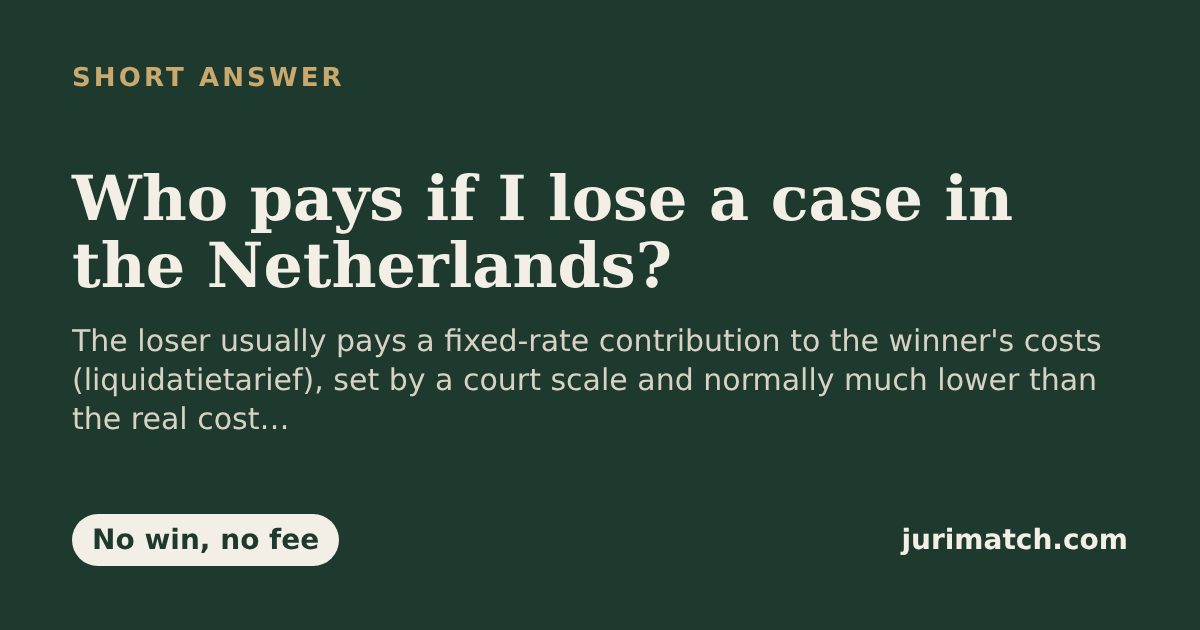 SHORT ANSWER
Who pays if I lose a case in
the Netherlands?
The loser usually pays a fixed-rate contribution to the winner's costs
(liquidatietarief), set by a court scale and normally much lower than
the real cost…
No win, no fee
jurimatch.com